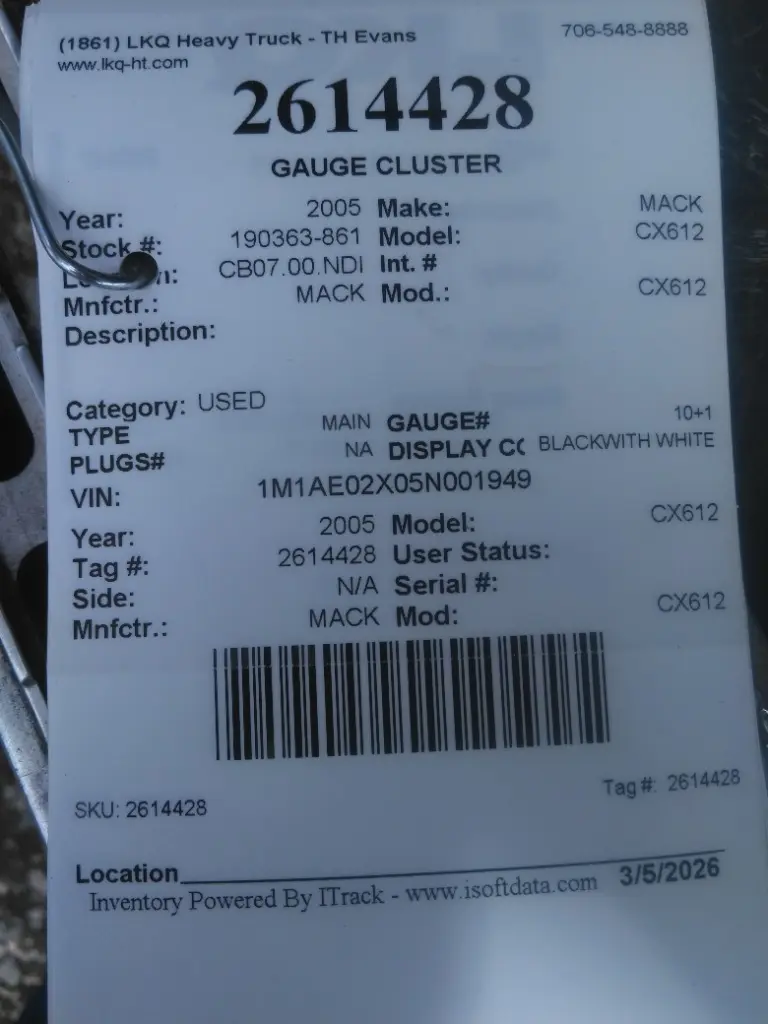 (1861) LKQ Heavy Truck - TH Evans 706-548-8888
www.lkq-ht.com
2614428
GAUGE CLUSTER
Year: 2005 Make: MACK
Stock #: 190363-861 Model: CX612
CB07.00.NDI Int. #
Mnfctr.: MACK Mod.: CX612
Description:
Category: USED
TYPE MAIN GAUGE# 10+1
PLUGS# NA DISPLAY CO BLACKWITH WHITE
VIN: 1M1AE02X05N001949
Year: 2005 Model: CX612
Tag #: 2614428 User Status:
Side: N/A Serial #:
Mnfctr.: MACK Mod: CX612
SKU: 2614428 Tag #: 2614428
Location 3/5/2026
Inventory Powered By ITrack - www.isoftdata.com